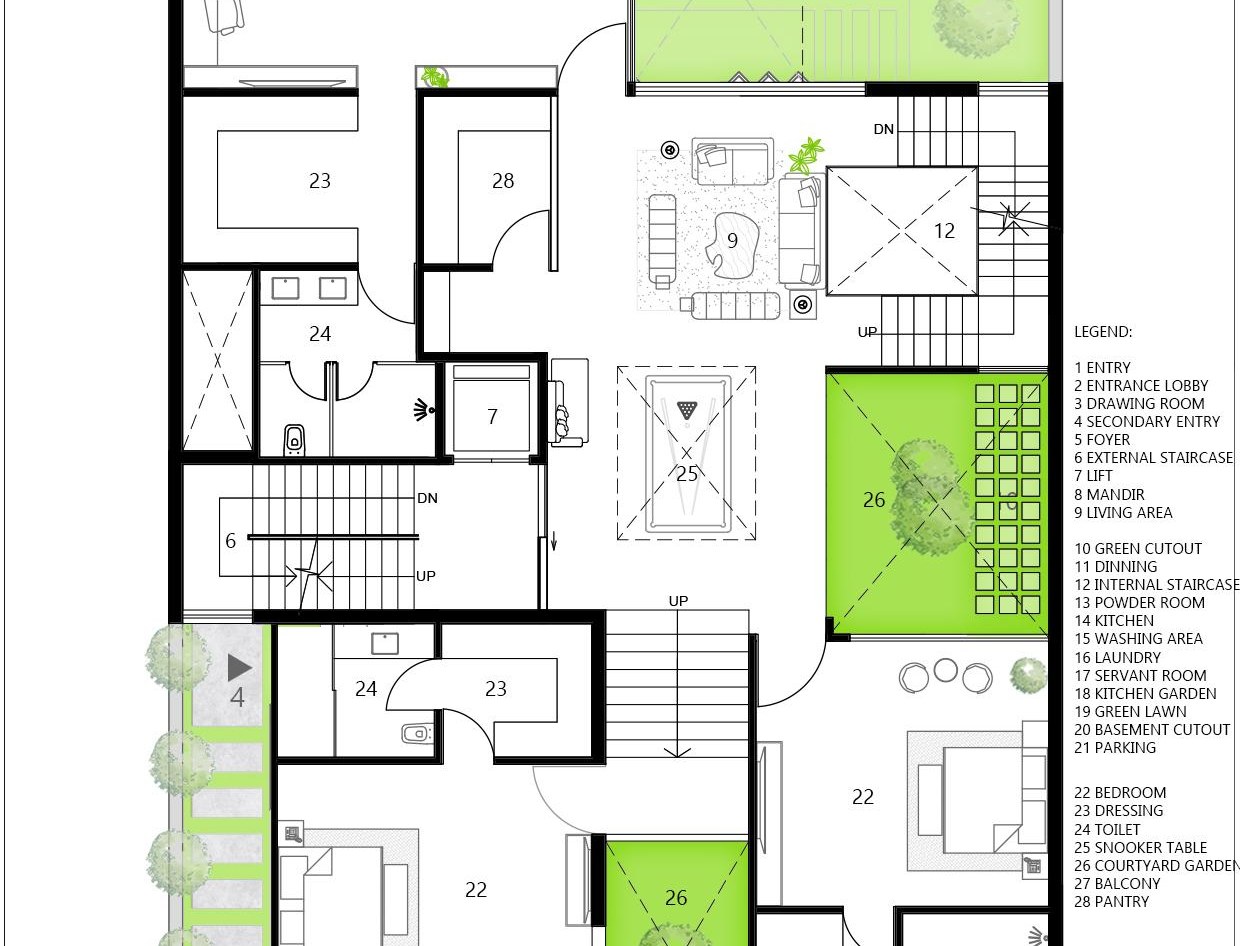 DN
23
28
9
12
24
UP
LEGEND:
1 ENTRY
2 ENTRANCE LOBBY
3 DRAWING ROOM
4 SECONDARY ENTRY
5 FOYER
6 EXTERNAL STAIRCASE
7 LIFT
8 MANDIR
9 LIVING AREA
10 GREEN CUTOUT
11 DINNING
12 INTERNAL STAIRCASE
13 POWDER ROOM
14 KITCHEN
15 WASHING AREA
16 LAUNDRY
17 SERVANT ROOM
18 KITCHEN GARDEN
19 GREEN LAWN
20 BASEMENT CUTOUT
21 PARKING
22 BEDROOM
23 DRESSING
24 TOILET
25 SNOOKER TABLE
26 COURTYARD GARDEN
27 BALCONY
28 PANTRY
7
25
26
DN
6
UP
UP
4
24
23
22
22
26